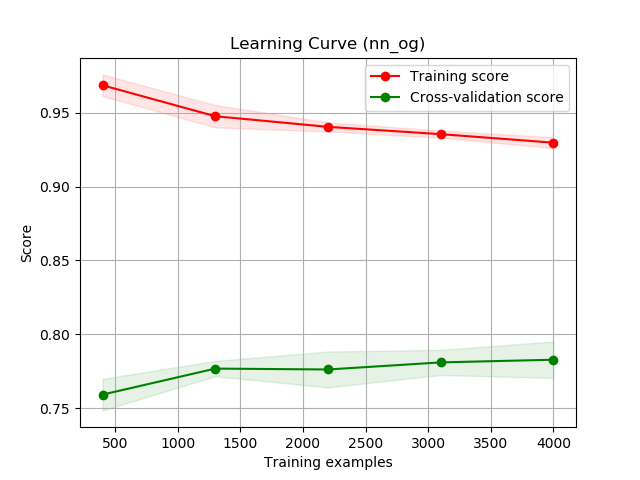 Learning Curve (nn_og)
Training score
Cross-validation score
0.95
0.90
0.85
0.80
0.75
Score
500 1000 1500 2000 2500 3000 3500 4000
Training examples